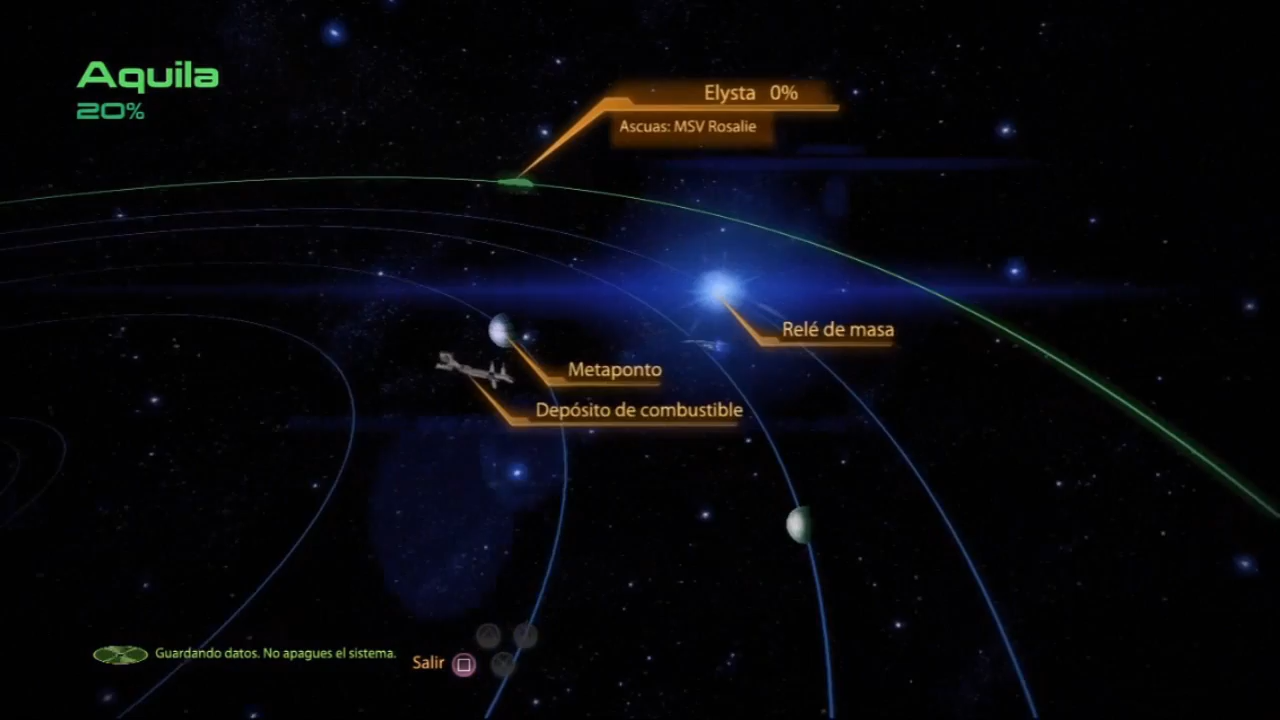 Aquila
20%
Elysta 0%
Ascuas: MSV Rosalie
Relé de masa
Metaponto
Depósito de combustible
Guardando datos. No apagues el sistema.
Salir